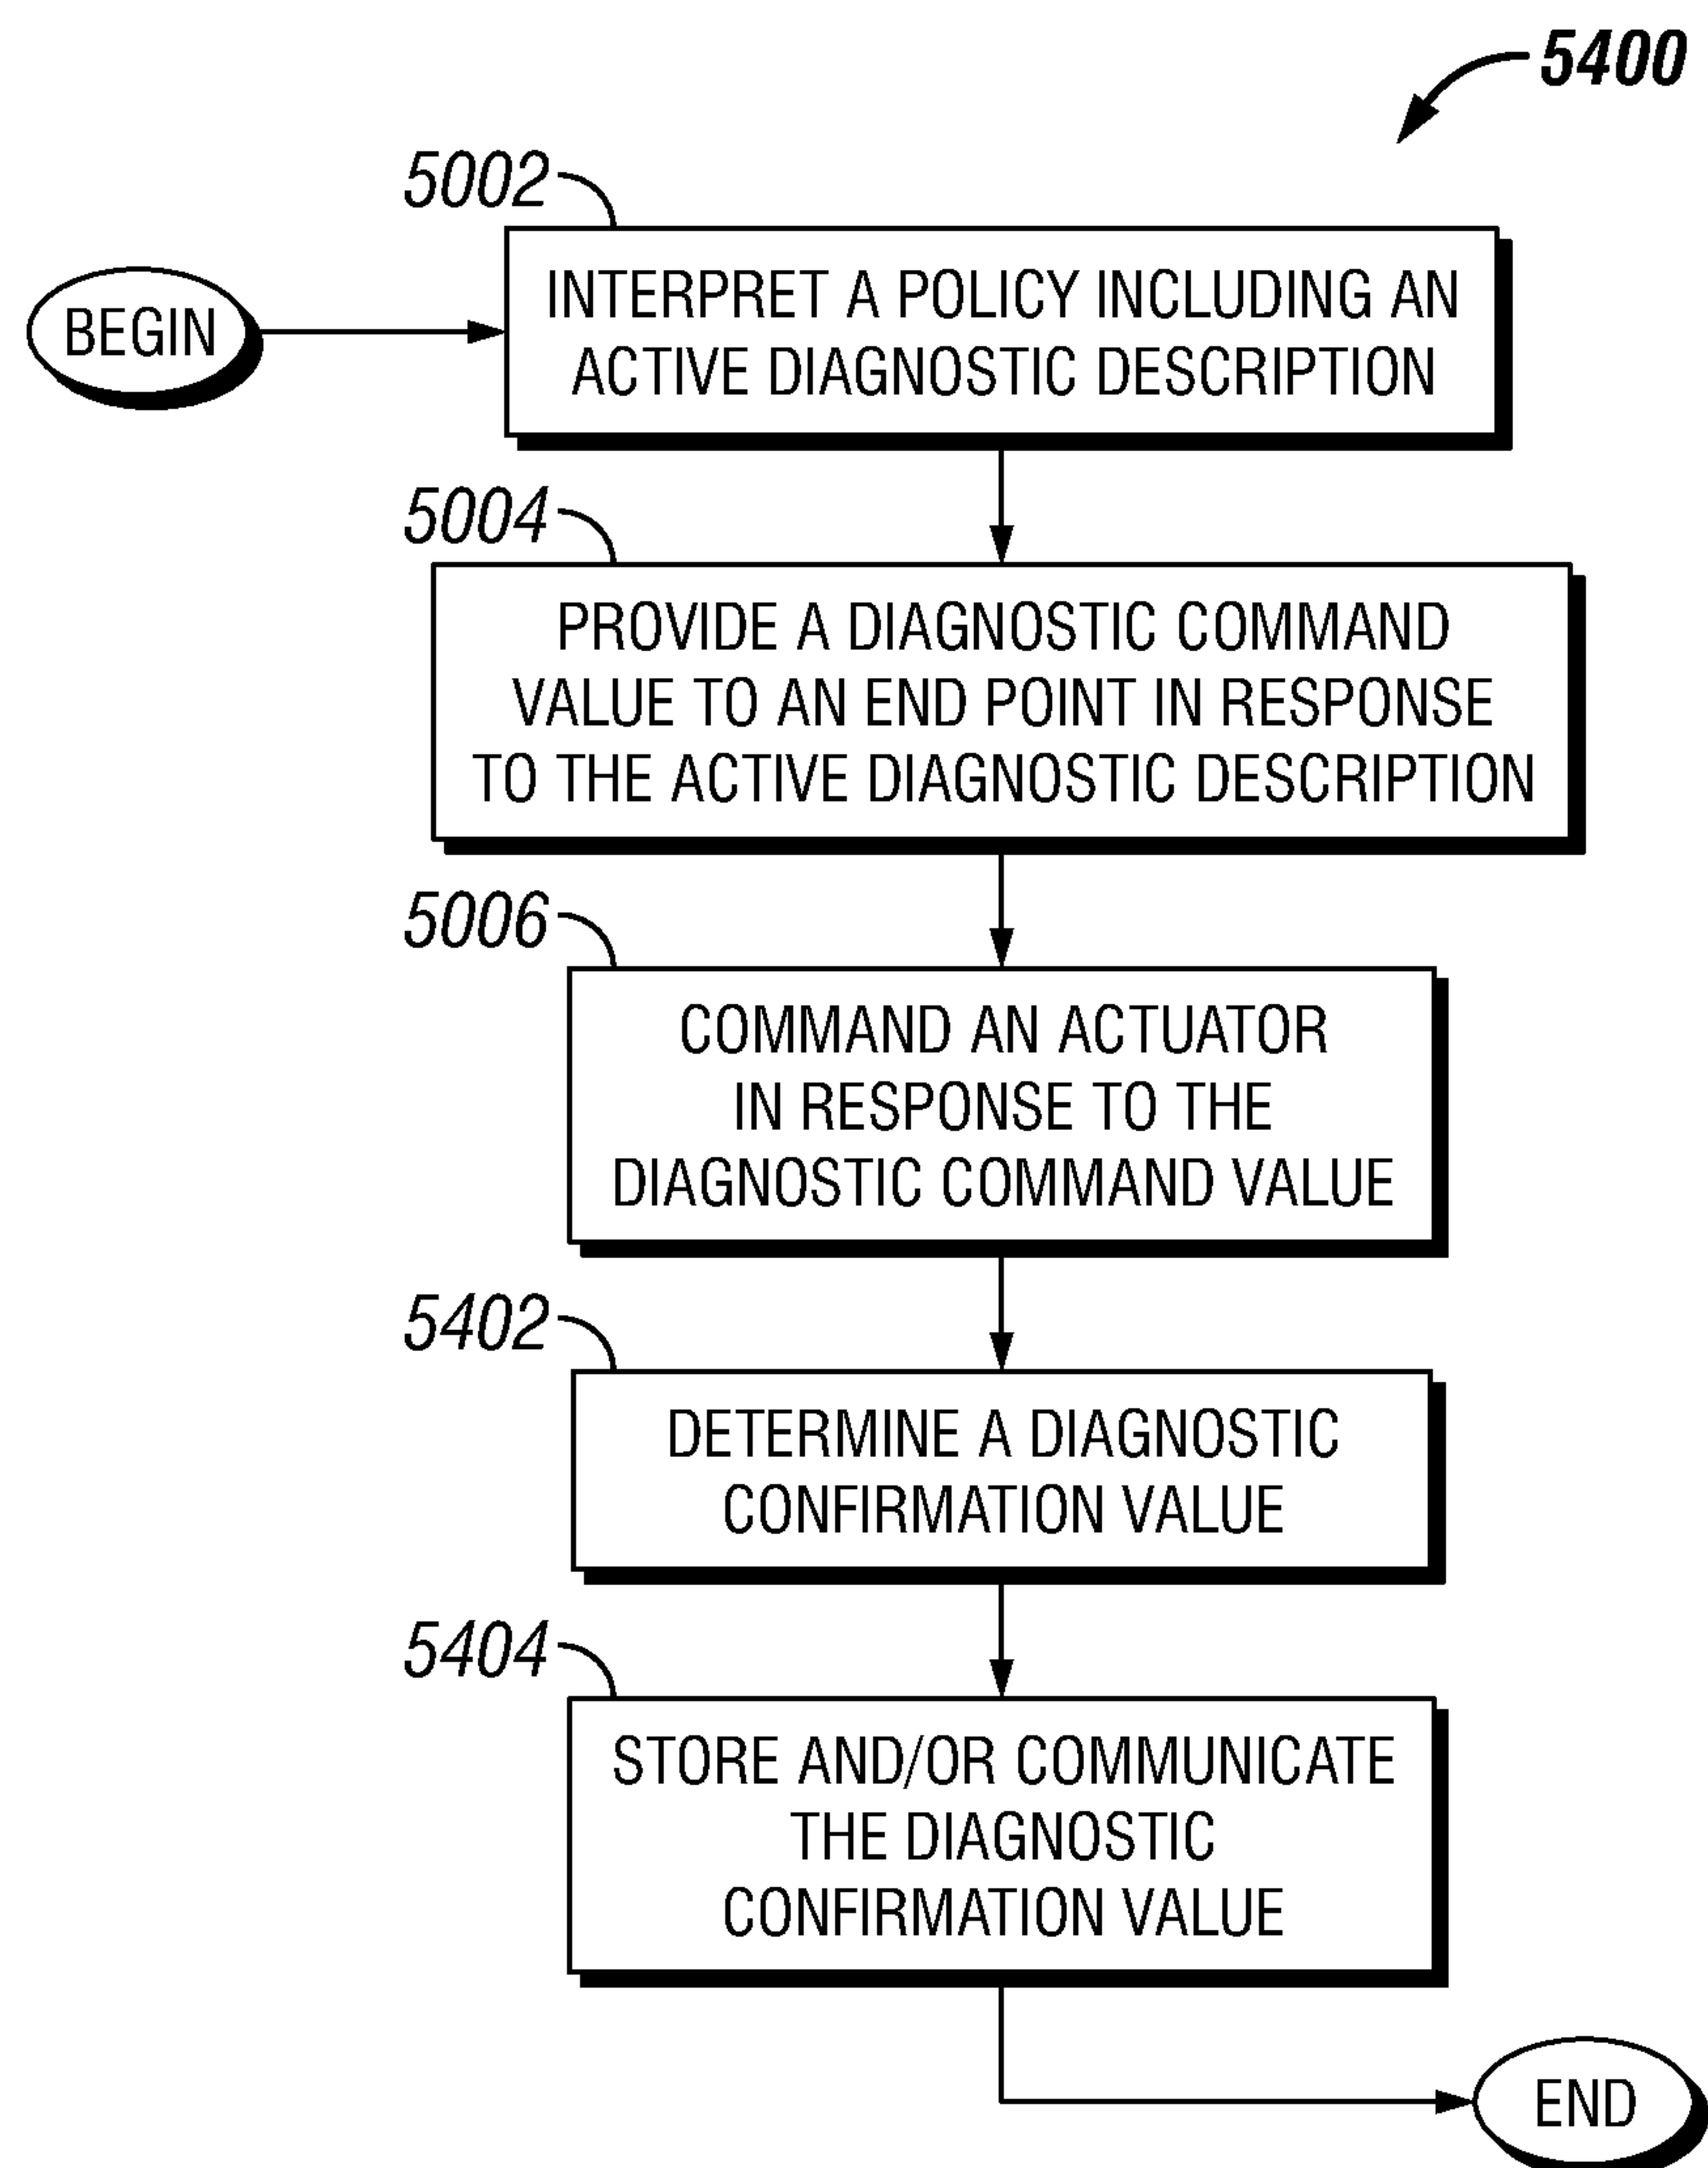 5400
5002
BEGIN
INTERPRET A POLICY INCLUDING AN
ACTIVE DIAGNOSTIC DESCRIPTION
5004
PROVIDE A DIAGNOSTIC COMMAND
VALUE TO AN END POINT IN RESPONSE
TO THE ACTIVE DIAGNOSTIC DESCRIPTION
5006
COMMAND AN ACTUATOR
IN RESPONSE TO THE
DIAGNOSTIC COMMAND VALUE
5402
DETERMINE A DIAGNOSTIC
CONFIRMATION VALUE
5404
STORE AND/OR COMMUNICATE
THE DIAGNOSTIC
CONFIRMATION VALUE
END